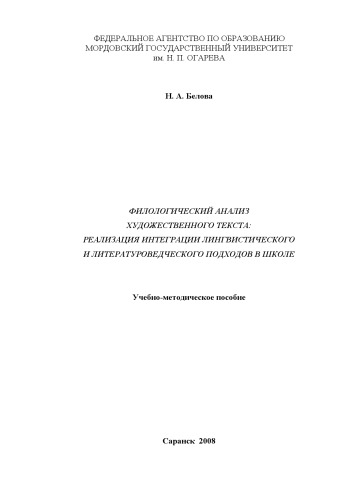 ФЕДЕРАЛЬНОЕ АГЕНТСТВО ПО ОБРАЗОВАНИЮ
МОРДОВСКИЙ ГОСУДАРСТВЕННЫЙ УНИВЕРСИТЕТ
им. Н. П. ОГАРЕВА
Н. А. Белова
ФИЛОЛОГИЧЕСКИЙ АНАЛИЗ
ХУДОЖЕСТВЕННОГО ТЕКСТА:
РЕАЛИЗАЦИЯ ИНТЕГРАЦИИ ЛИНГВИСТИЧЕСКОГО
И ЛИТЕРАТУРОВЕДЧЕСКОГО ПОДХОДОВ В ШКОЛЕ
Учебно-методическое пособие
Саранск 2008